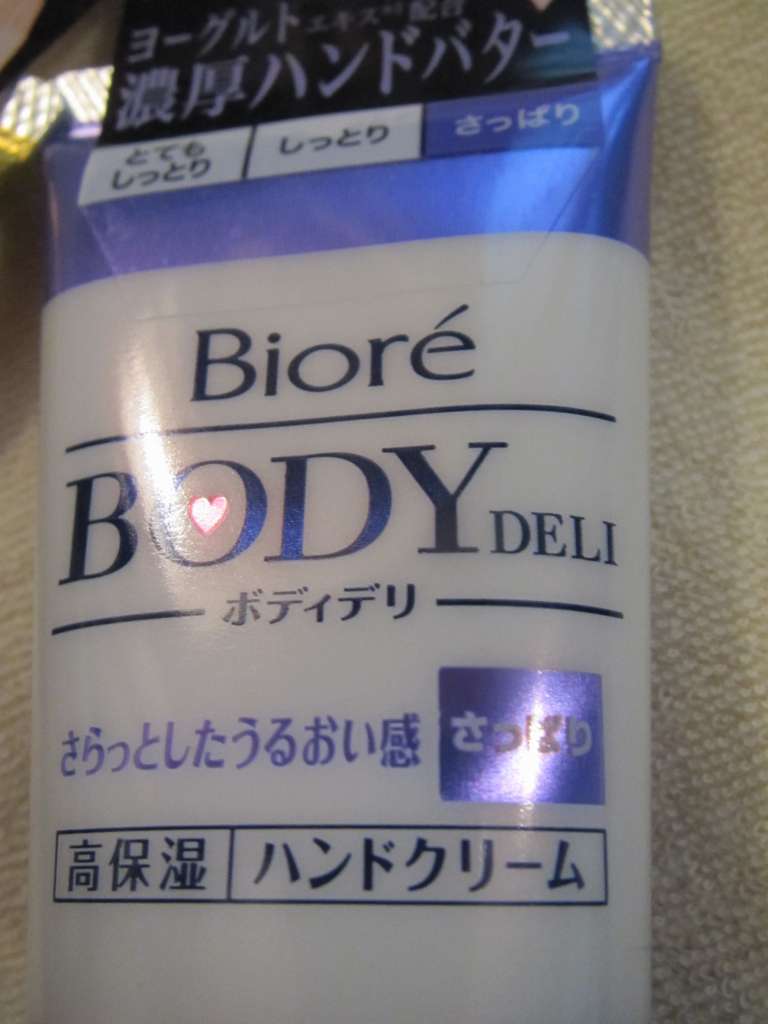 ヨーグルトエキス*¹配合
濃厚ハンドバター
とても
しっとり
しっとり
さっぱり
Bioré
BODY DELI
ボディデリ
さらっとしたうるおい感
さっぱり
高保湿 ハンドクリーム